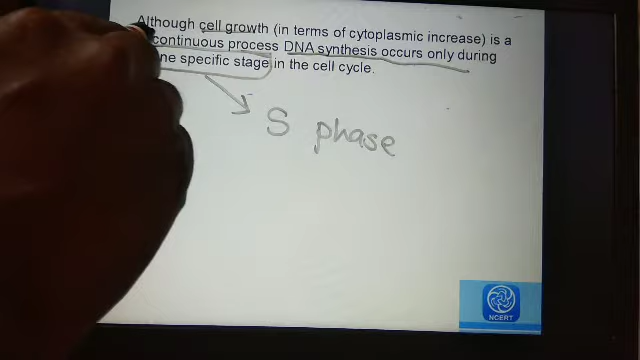 Although cell growth (in terms of cytoplasmic increase) is a
continuous process DNA synthesis occurs only during
specific stage in the cell cycle.
S phase
NCERT